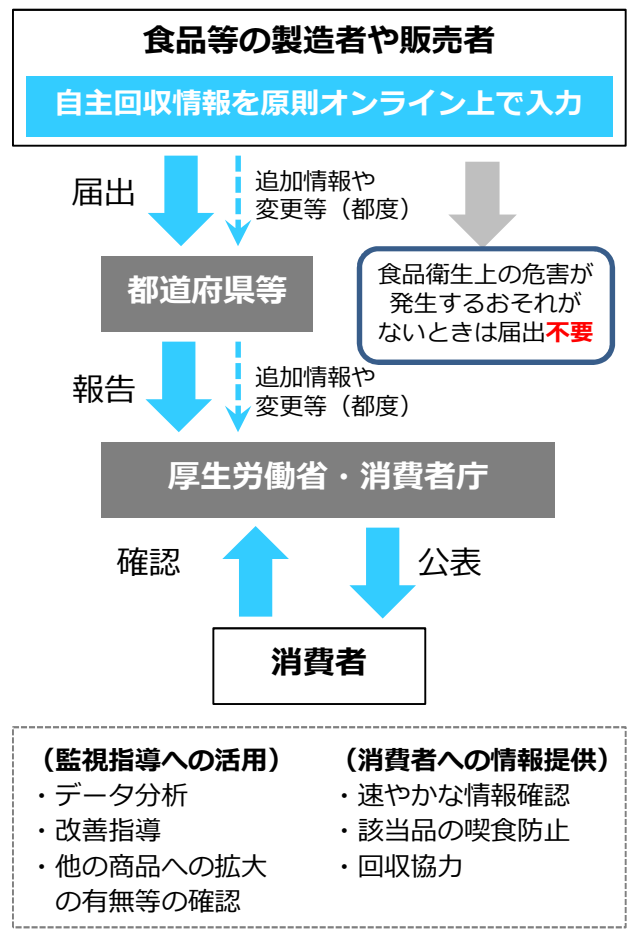 食品等の製造者や販売者
自主回収情報を原則オンライン上で入力
届出
追加情報や
変更等（都度）
食品衛生上の危害が
発生するおそれが
ないときは届出不要
都道府県等
報告
追加情報や
変更等（都度）
厚生労働省・消費者庁
確認
公表
消費者
（監視指導への活用）
・データ分析
・改善指導
・他の商品への拡大
の有無等の確認
（消費者への情報提供）
・速やかな情報確認
・該当品の喫食防止
・回収協力